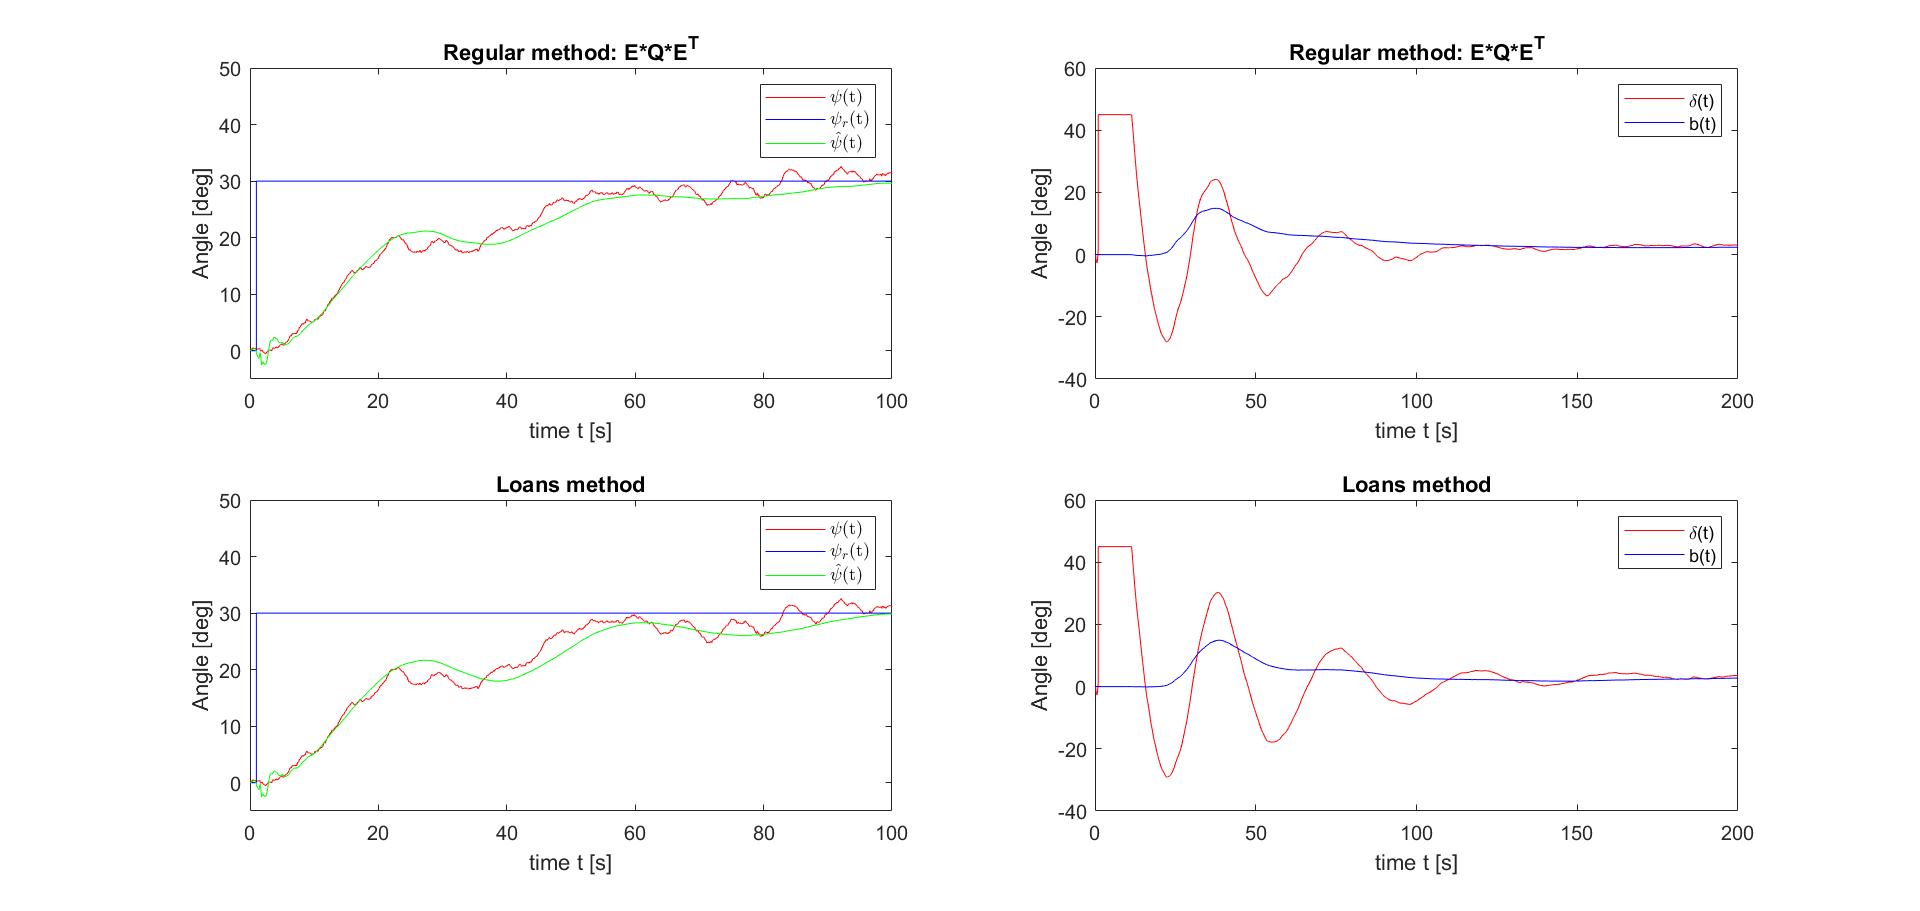 Regular method: E*Q*E^T
50
40
30
20
10
0
Angle [deg]
ψ(t)
ψ_r(t)
ψ̂(t)
0 20 40 60 80 100
time t [s]
Regular method: E*Q*E^T
60
40
20
0
-20
-40
Angle [deg]
δ(t)
b(t)
0 50 100 150 200
time t [s]
Loans method
50
40
30
20
10
0
Angle [deg]
ψ(t)
ψ_r(t)
ψ̂(t)
0 20 40 60 80 100
time t [s]
Loans method
60
40
20
0
-20
-40
Angle [deg]
δ(t)
b(t)
0 50 100 150 200
time t [s]